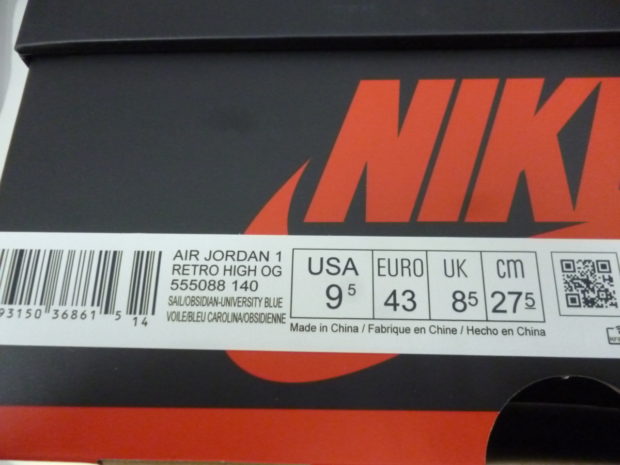 NIK
AIR JORDAN 1
RETRO HIGH OG
555088 140
SAIL/OBSIDIAN-UNIVERSITY BLUE
VOILE/BLEU CAROLINA/OBSIDIENNE
93150 36861 5 14
USA
9 5
EURO
43
UK
8 5
cm
27 5
Made in China / Fabrique en Chine / Hecho en China